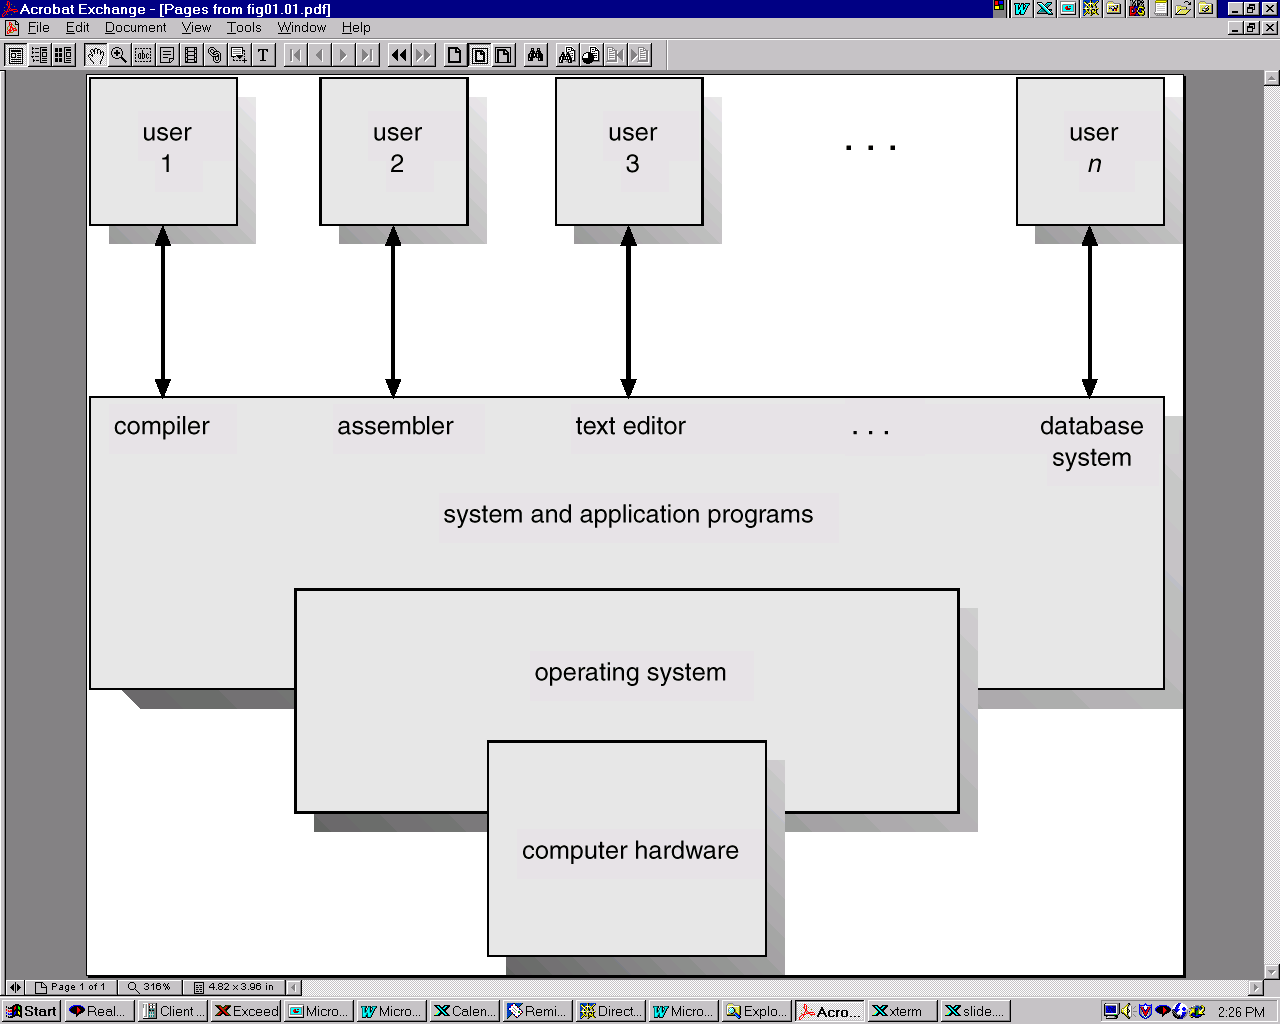 Acrobat Exchange - [Pages from fig01.01.pdf]
File Edit Document View Tools Window Help
user
1
user
2
user
3
. . .
user
n
compiler
assembler
text editor
. . .
database
system
system and application programs
operating system
computer hardware
Page 1 of 1
316%
4.82 x 3.96 in
Start
Real...
Client ...
Exceed
Micro...
Micro...
Calen...
Remi...
Direct...
Micro...
Explo...
Acro...
xterm
slide....
2:26 PM